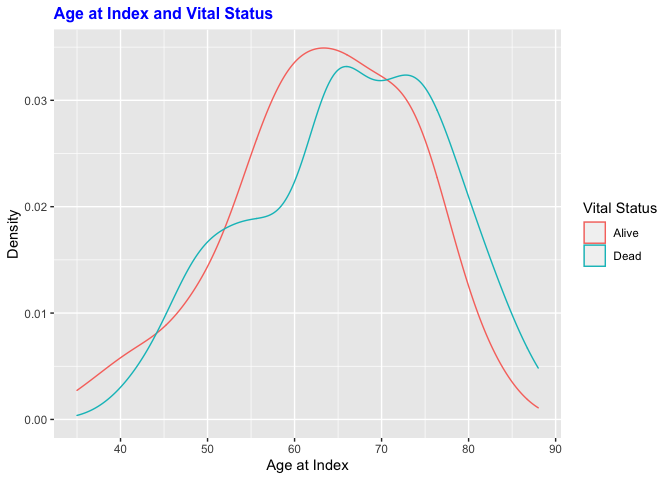 Age at Index and Vital Status
Density
0.03
0.02
0.01
0.00
40 50 60 70 80 90
Age at Index
Vital Status
Alive
Dead